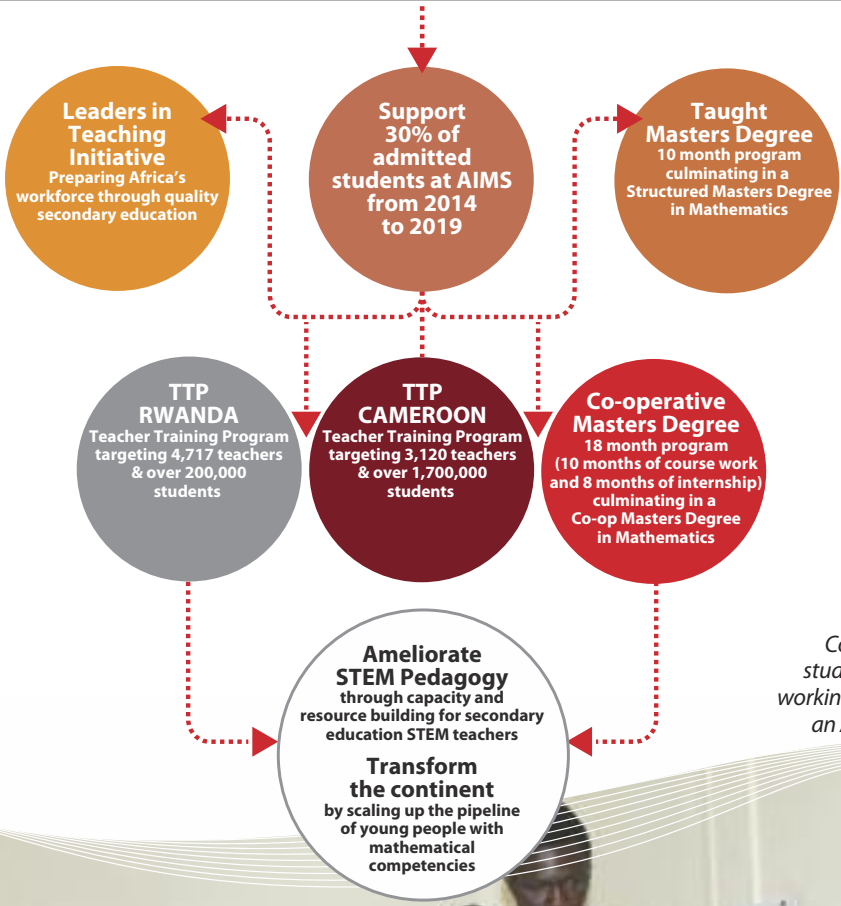 Leaders in
Teaching
Initiative
Preparing Africa's
workforce through quality
secondary education
Support
30% of
admitted
students at AIMS
from 2014
to 2019
Taught
Masters Degree
10 month program
culminating in a
Structured Masters Degree
in Mathematics
TTP
RWANDA
Teacher Training Program
targeting 4,717 teachers
& over 200,000
students
TTP
CAMEROON
Teacher Training Program
targeting 3,120 teachers
& over 1,700,000
students
Co-operative
Masters Degree
18 month program
(10 months of course work
and 8 months of internship)
culminating in a
Co-op Masters Degree
in Mathematics
Ameliorate
STEM Pedagogy
through capacity and
resource building for secondary
education STEM teachers
Transform
the continent
by scaling up the pipeline
of young people with
mathematical
competencies
an